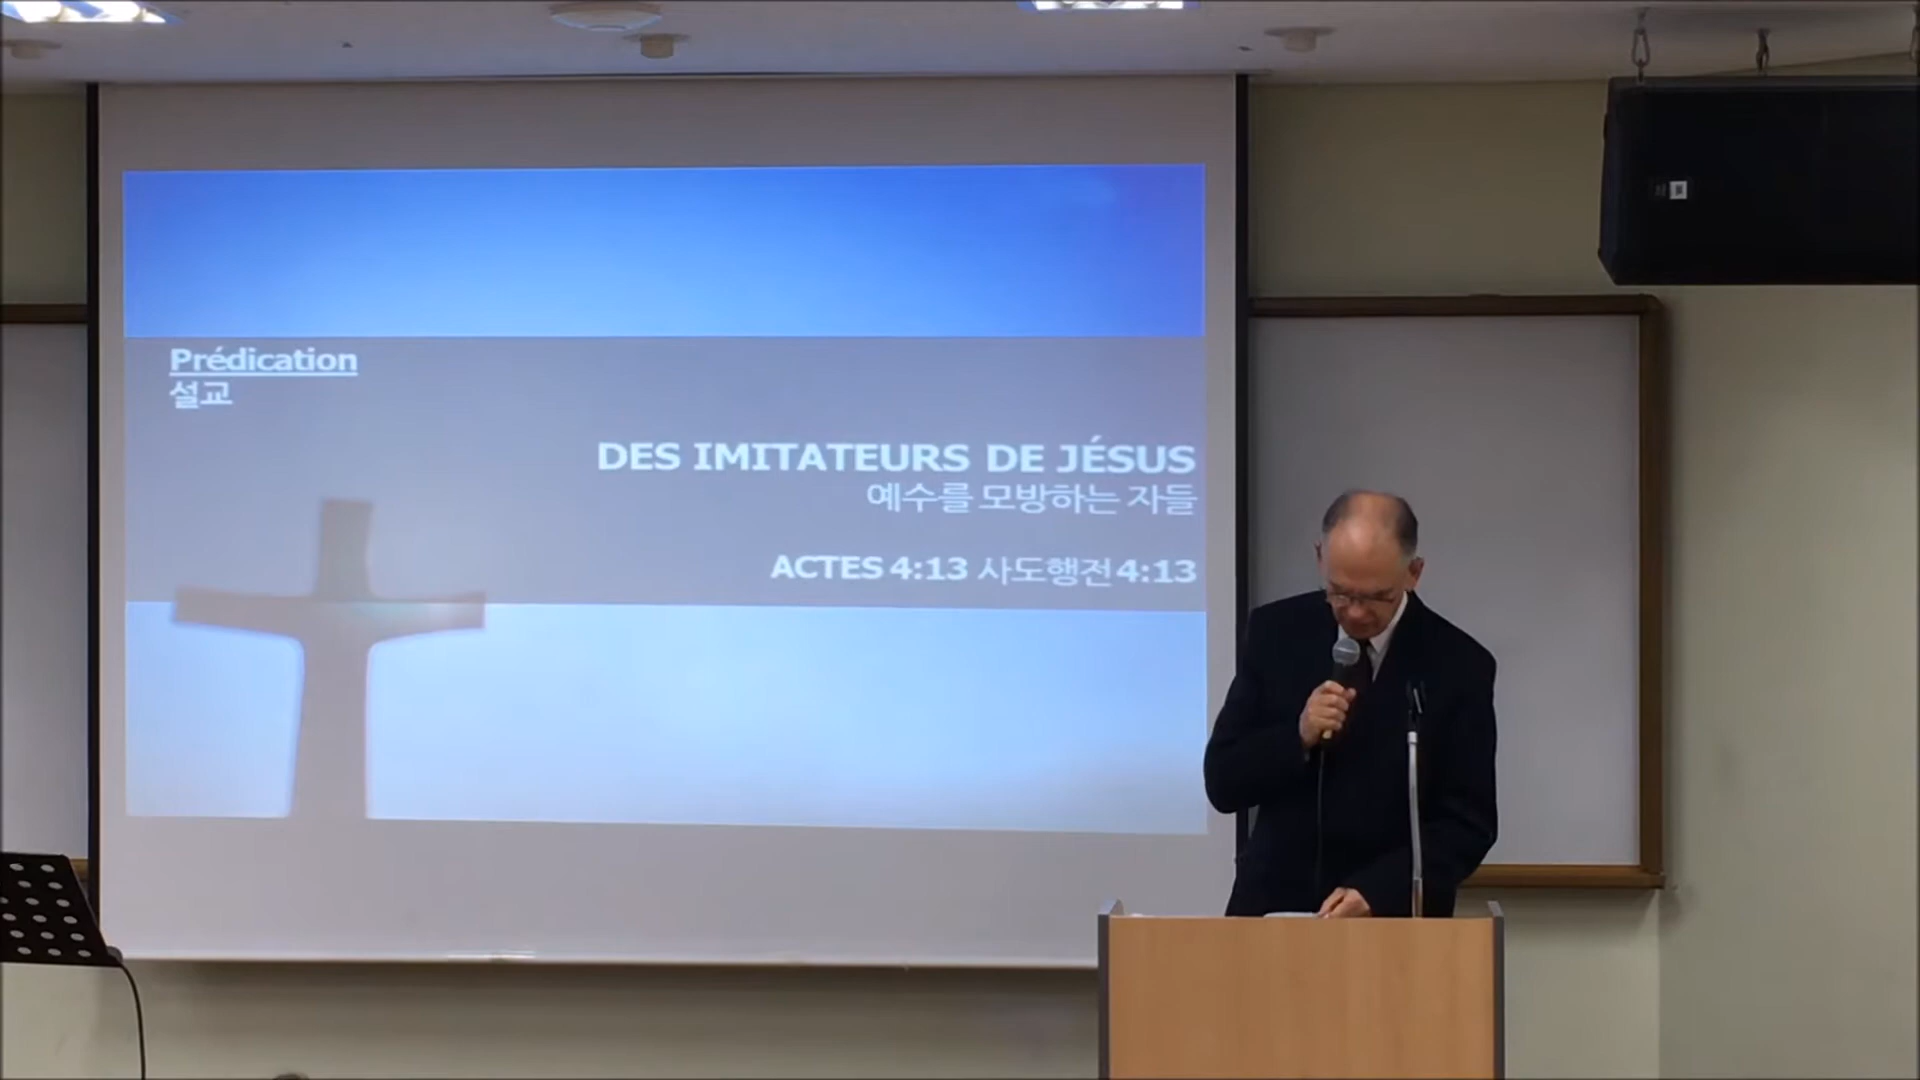 Prédication
설교
DES IMITATEURS DE JÉSUS
예수를 모방하는 자들
ACTES 4:13 사도행전 4:13